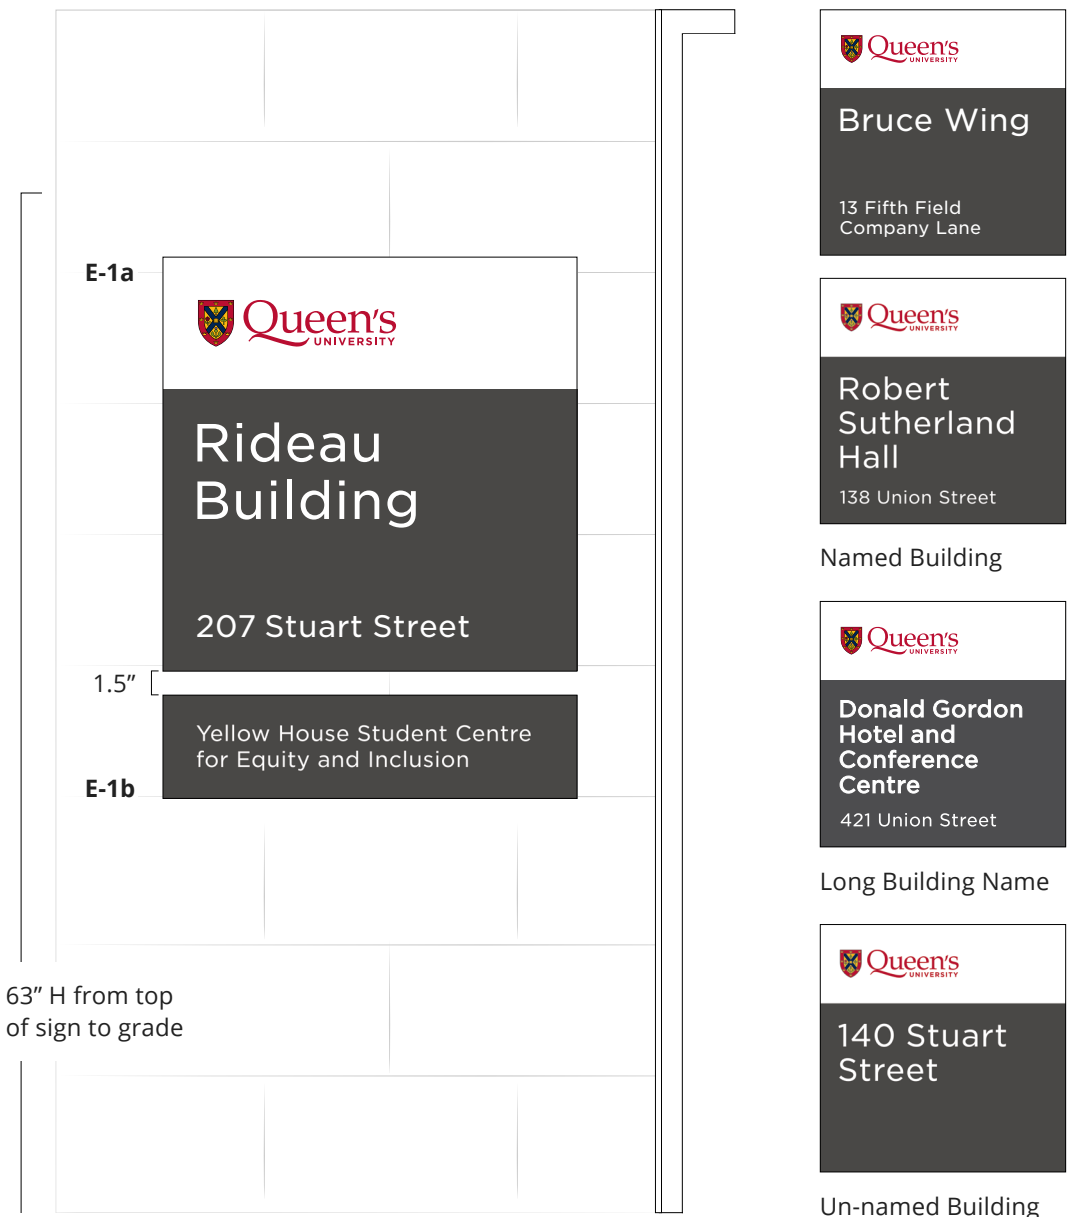 E-1a
Queen's
UNIVERSITY
Rideau
Building
207 Stuart Street
1.5”
Yellow House Student Centre
for Equity and Inclusion
E-1b
63” H from top
of sign to grade
Queen's
UNIVERSITY
Bruce Wing
13 Fifth Field
Company Lane
Queen's
UNIVERSITY
Robert
Sutherland
Hall
138 Union Street
Named Building
Queen's
UNIVERSITY
Donald Gordon
Hotel and
Conference
Centre
421 Union Street
Long Building Name
Queen's
UNIVERSITY
140 Stuart
Street
Un-named Building